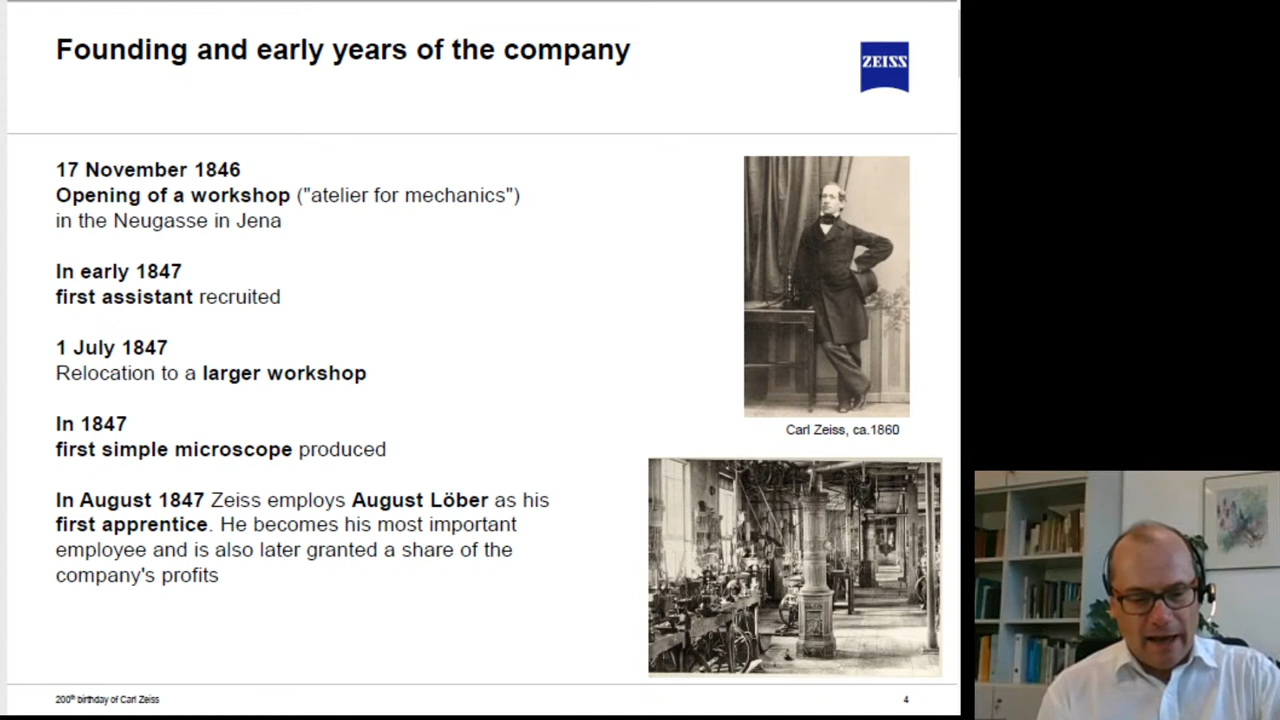 Founding and early years of the company
ZEISS
17 November 1846
Opening of a workshop ("atelier for mechanics")
in the Neugasse in Jena
In early 1847
first assistant recruited
1 July 1847
Relocation to a larger workshop
In 1847
first simple microscope produced
In August 1847 Zeiss employs August Löber as his
first apprentice. He becomes his most important
employee and is also later granted a share of the
company's profits
Carl Zeiss, ca.1860
200th birthday of Carl Zeiss
4